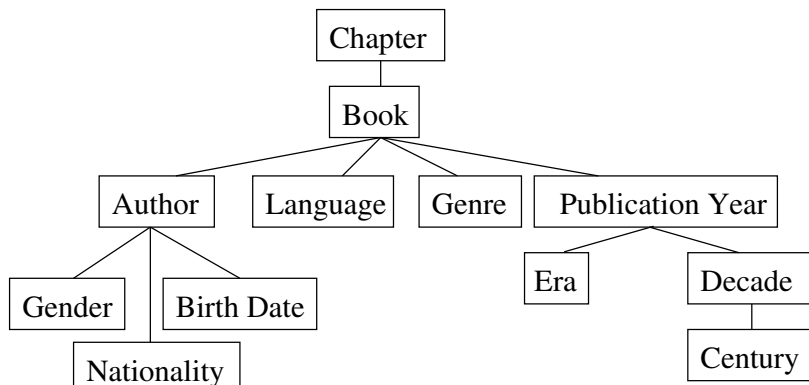 Chapter
Book
Author
Language
Genre
Publication Year
Era
Decade
Gender
Birth Date
Nationality
Century